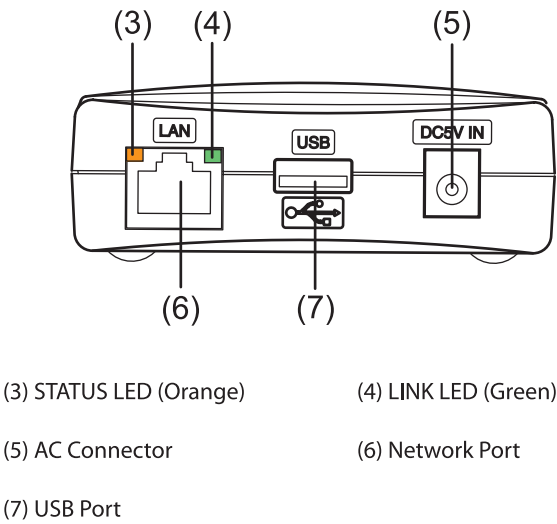 (3) (4) (5)
LAN USB DC5V IN
(6) (7)
(3) STATUS LED (Orange) (4) LINK LED (Green)
(5) AC Connector (6) Network Port
(7) USB Port